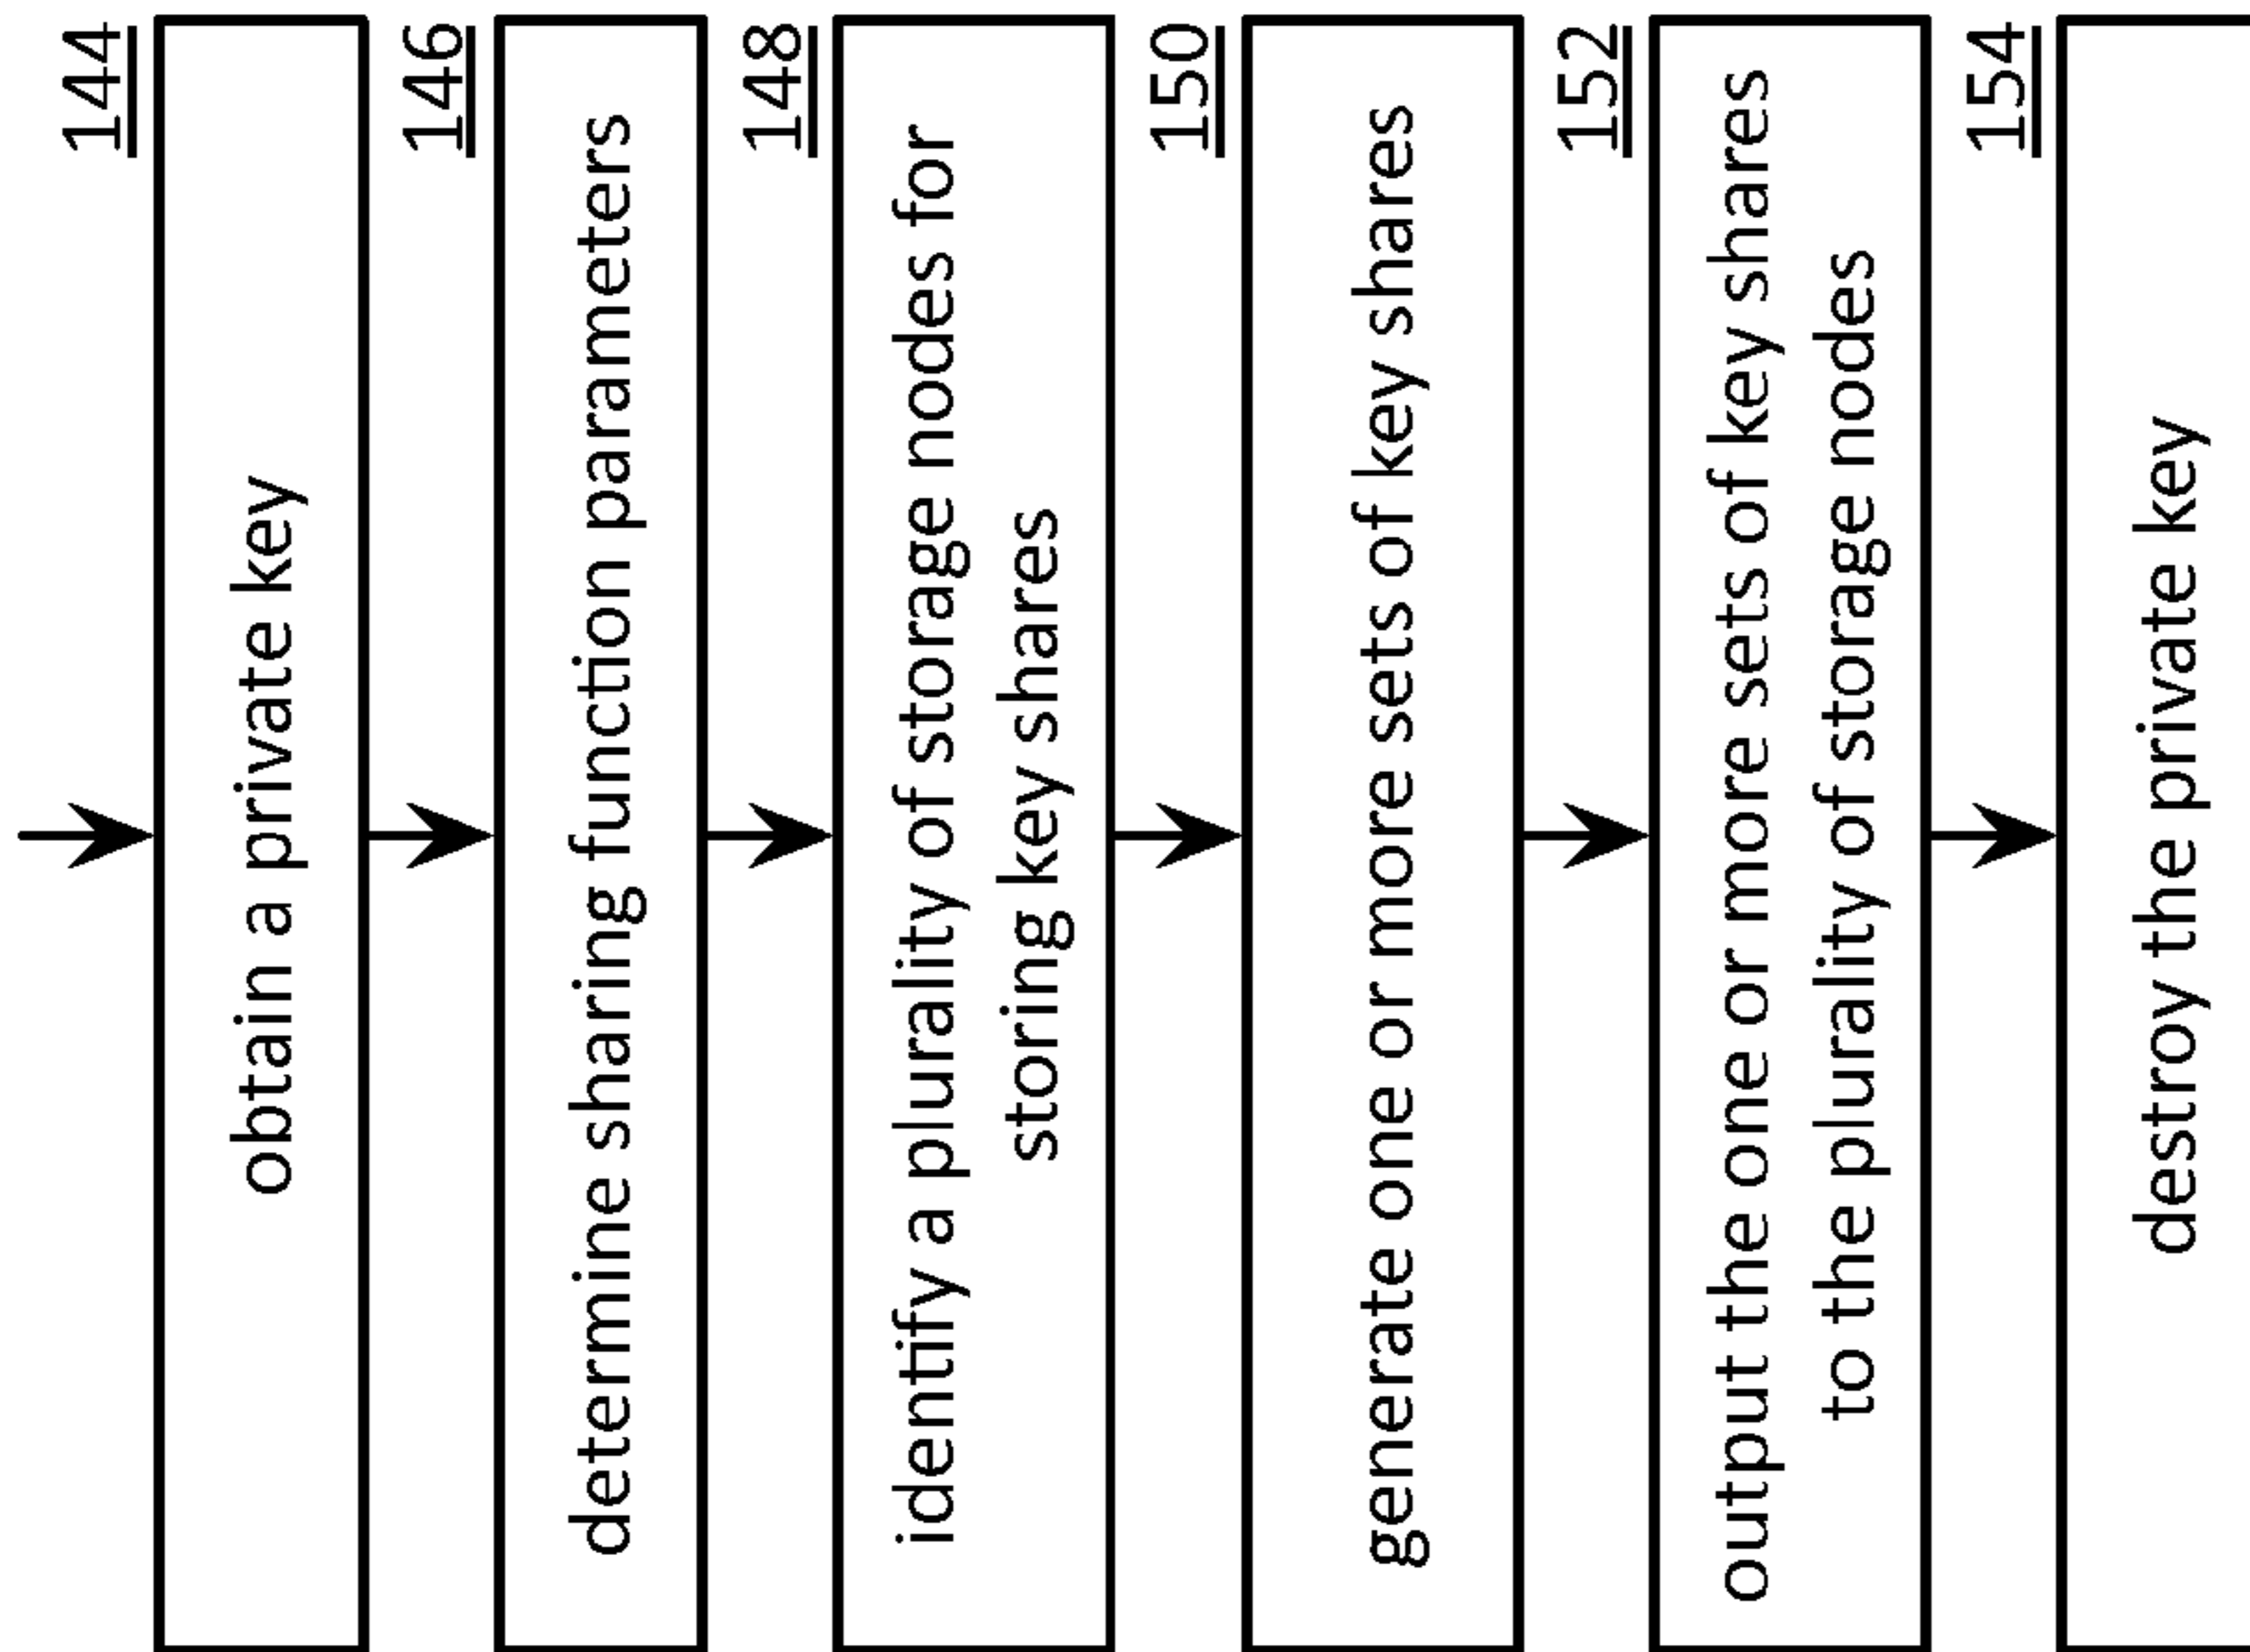 144
obtain a private key
146
determine sharing function parameters
148
identify a plurality of storage nodes for
storing key shares
150
generate one or more sets of key shares
152
output the one or more sets of key shares
to the plurality of storage nodes
154
destroy the private key